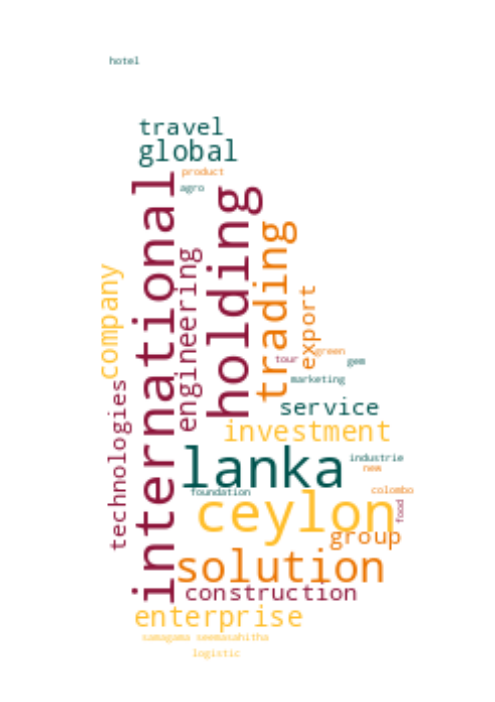 hotel
travel
global
product
agro
international
holding
engineering
trading
company
export
green
tour
gem
marketing
technologies
service
investment
lanka
industrie
new
foundation
colombo
ceylon
food
group
solution
construction
enterprise
samagama seemasahitha
logistic